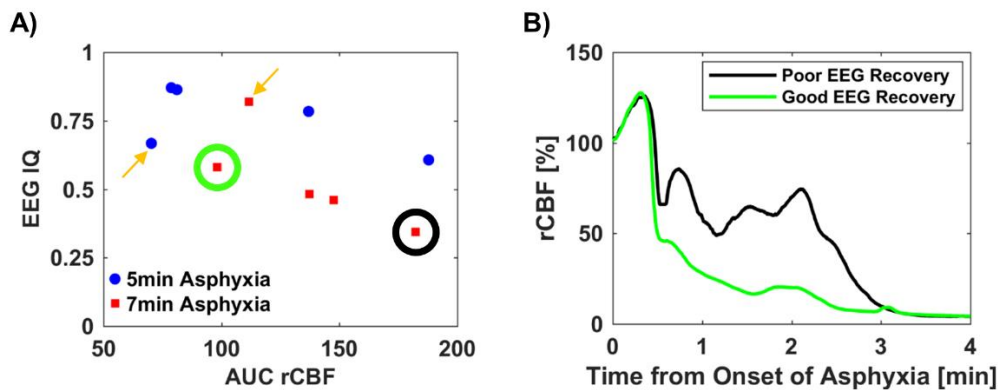 A)
EEG IQ
1
0.75
0.5
0.25
0
5min Asphyxia
7min Asphyxia
50
100
150
200
AUC rCBF
B)
rCBF [%]
150
100
50
0
Poor EEG Recovery
Good EEG Recovery
0
1
2
3
4
Time from Onset of Asphyxia [min]